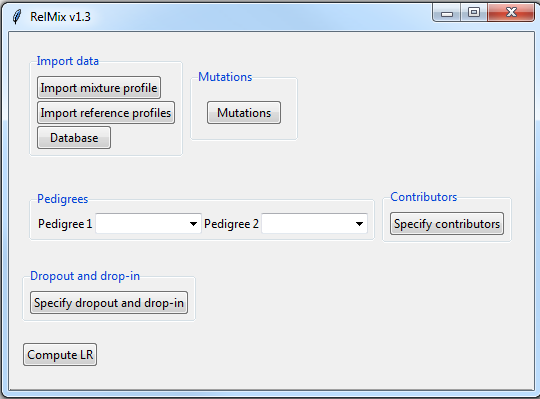 RelMix v1.3
Import data
Import mixture profile
Import reference profiles
Database
Mutations
Mutations
Pedigrees
Pedigree 1
Pedigree 2
Contributors
Specify contributors
Dropout and drop-in
Specify dropout and drop-in
Compute LR